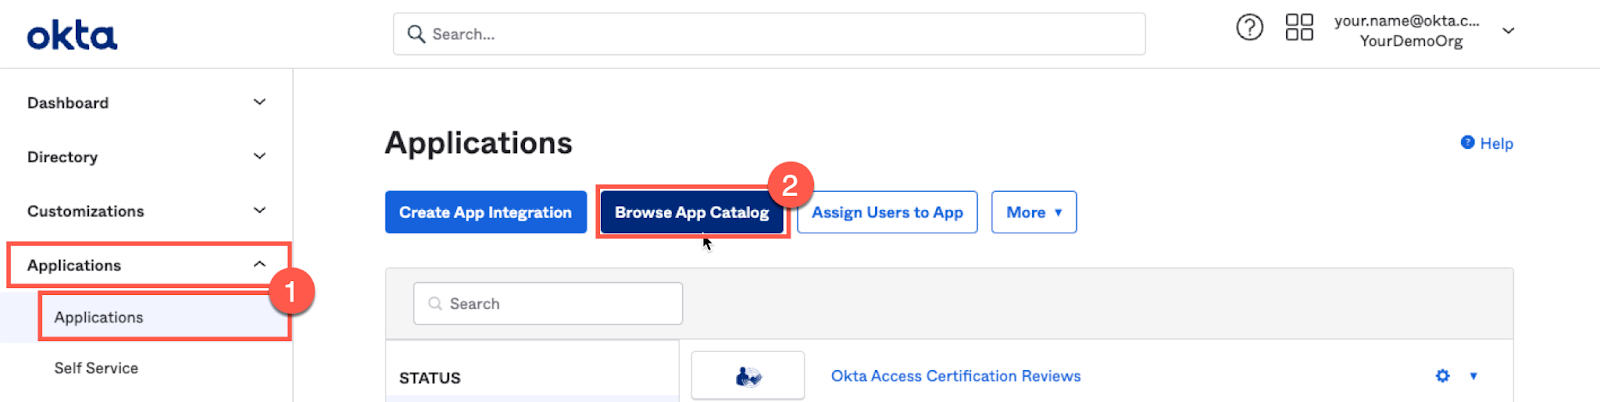 okta
Search...
your.name@okta.c...
YourDemoOrg
Dashboard
Directory
Customizations
Applications
1
Applications
Self Service
Applications
Help
Create App Integration
Browse App Catalog
2
Assign Users to App
More
Search
STATUS
Okta Access Certification Reviews